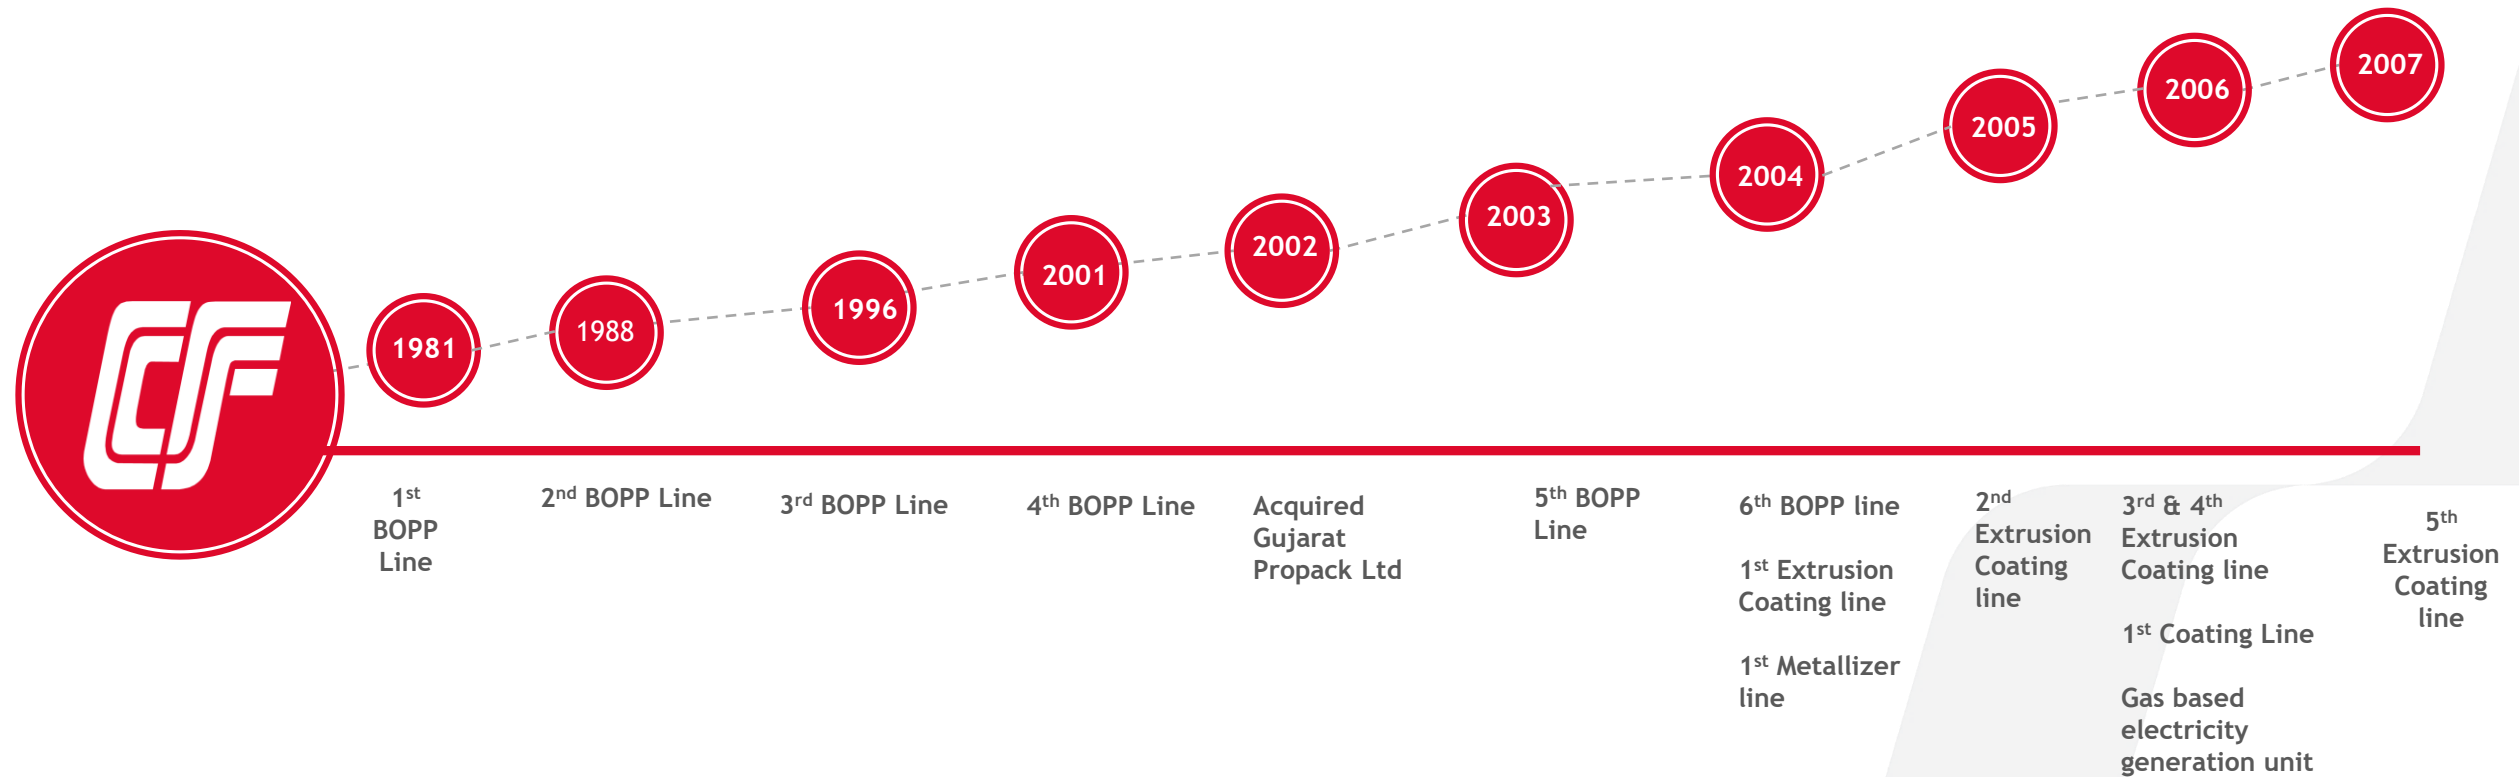 1981
1988
1996
2001
2002
2003
2004
2005
2006
2007
1st
BOPP
Line
2nd BOPP Line
3rd BOPP Line
4th BOPP Line
Acquired
Gujarat
Propack Ltd
5th BOPP
Line
6th BOPP line
1st Extrusion
Coating line
1st Metallizer
line
2nd
Extrusion
Coating
line
3rd & 4th
Extrusion
Coating line
1st Coating Line
Gas based
electricity
generation unit
5th
Extrusion
Coating
line